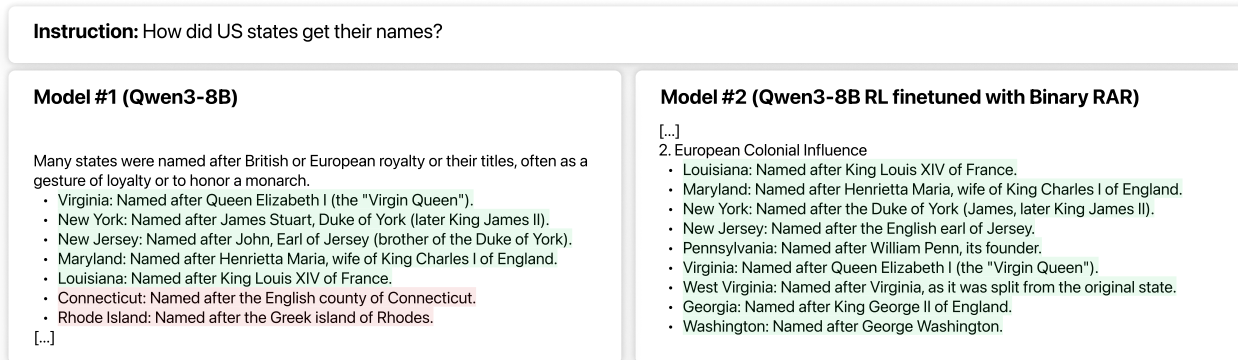 Instruction: How did US states get their names?
Model #1 (Qwen3-8B)
Many states were named after British or European royalty or their titles, often as a
gesture of loyalty or to honor a monarch.
• Virginia: Named after Queen Elizabeth I (the "Virgin Queen").
• New York: Named after James Stuart, Duke of York (later King James II).
• New Jersey: Named after John, Earl of Jersey (brother of the Duke of York).
• Maryland: Named after Henrietta Maria, wife of King Charles I of England.
• Louisiana: Named after King Louis XIV of France.
• Connecticut: Named after the English county of Connecticut.
• Rhode Island: Named after the Greek island of Rhodes.
[...]
Model #2 (Qwen3-8B RL finetuned with Binary RAR)
[...]
2. European Colonial Influence
• Louisiana: Named after King Louis XIV of France.
• Maryland: Named after Henrietta Maria, wife of King Charles I of England.
• New York: Named after the Duke of York (James, later King James II).
• New Jersey: Named after the English earl of Jersey.
• Pennsylvania: Named after William Penn, its founder.
• Virginia: Named after Queen Elizabeth I (the "Virgin Queen").
• West Virginia: Named after Virginia, as it was split from the original state.
• Georgia: Named after King George II of England.
• Washington: Named after George Washington.